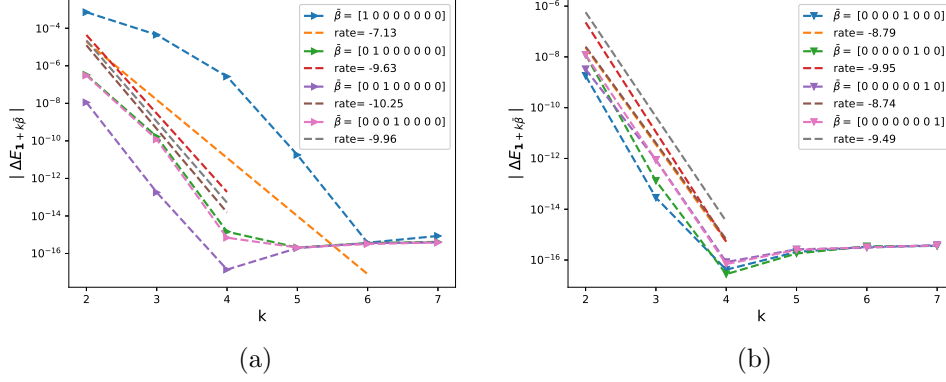 | ΔE_{1 + kβ̄} |
10^{-4}
10^{-6}
10^{-8}
10^{-10}
10^{-12}
10^{-14}
10^{-16}
2 3 4 5 6 7
k
β̄ = [1 0 0 0 0 0 0 0]
rate= -7.13
β̄ = [0 1 0 0 0 0 0 0]
rate= -9.63
β̄ = [0 0 1 0 0 0 0 0]
rate= -10.25
β̄ = [0 0 0 1 0 0 0 0]
rate= -9.96
(a)
| ΔE_{1 + kβ̄} |
10^{-6}
10^{-8}
10^{-10}
10^{-12}
10^{-14}
10^{-16}
2 3 4 5 6 7
k
β̄ = [0 0 0 0 1 0 0 0]
rate= -8.79
β̄ = [0 0 0 0 0 1 0 0]
rate= -9.95
β̄ = [0 0 0 0 0 0 1 0]
rate= -8.74
β̄ = [0 0 0 0 0 0 0 1]
rate= -9.49
(b)